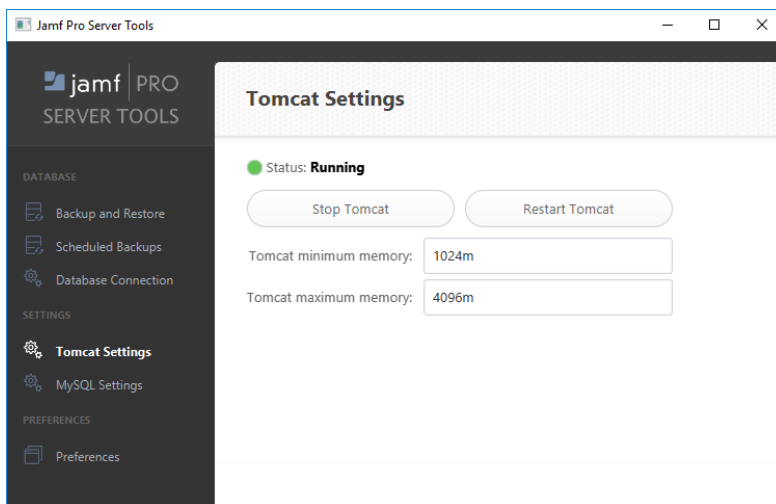 Jamf Pro Server Tools
jamf PRO
SERVER TOOLS
DATABASE
Backup and Restore
Scheduled Backups
Database Connection
SETTINGS
Tomcat Settings
MySQL Settings
PREFERENCES
Preferences
Tomcat Settings
Status: Running
Stop Tomcat Restart Tomcat
Tomcat minimum memory: 1024m
Tomcat maximum memory: 4096m